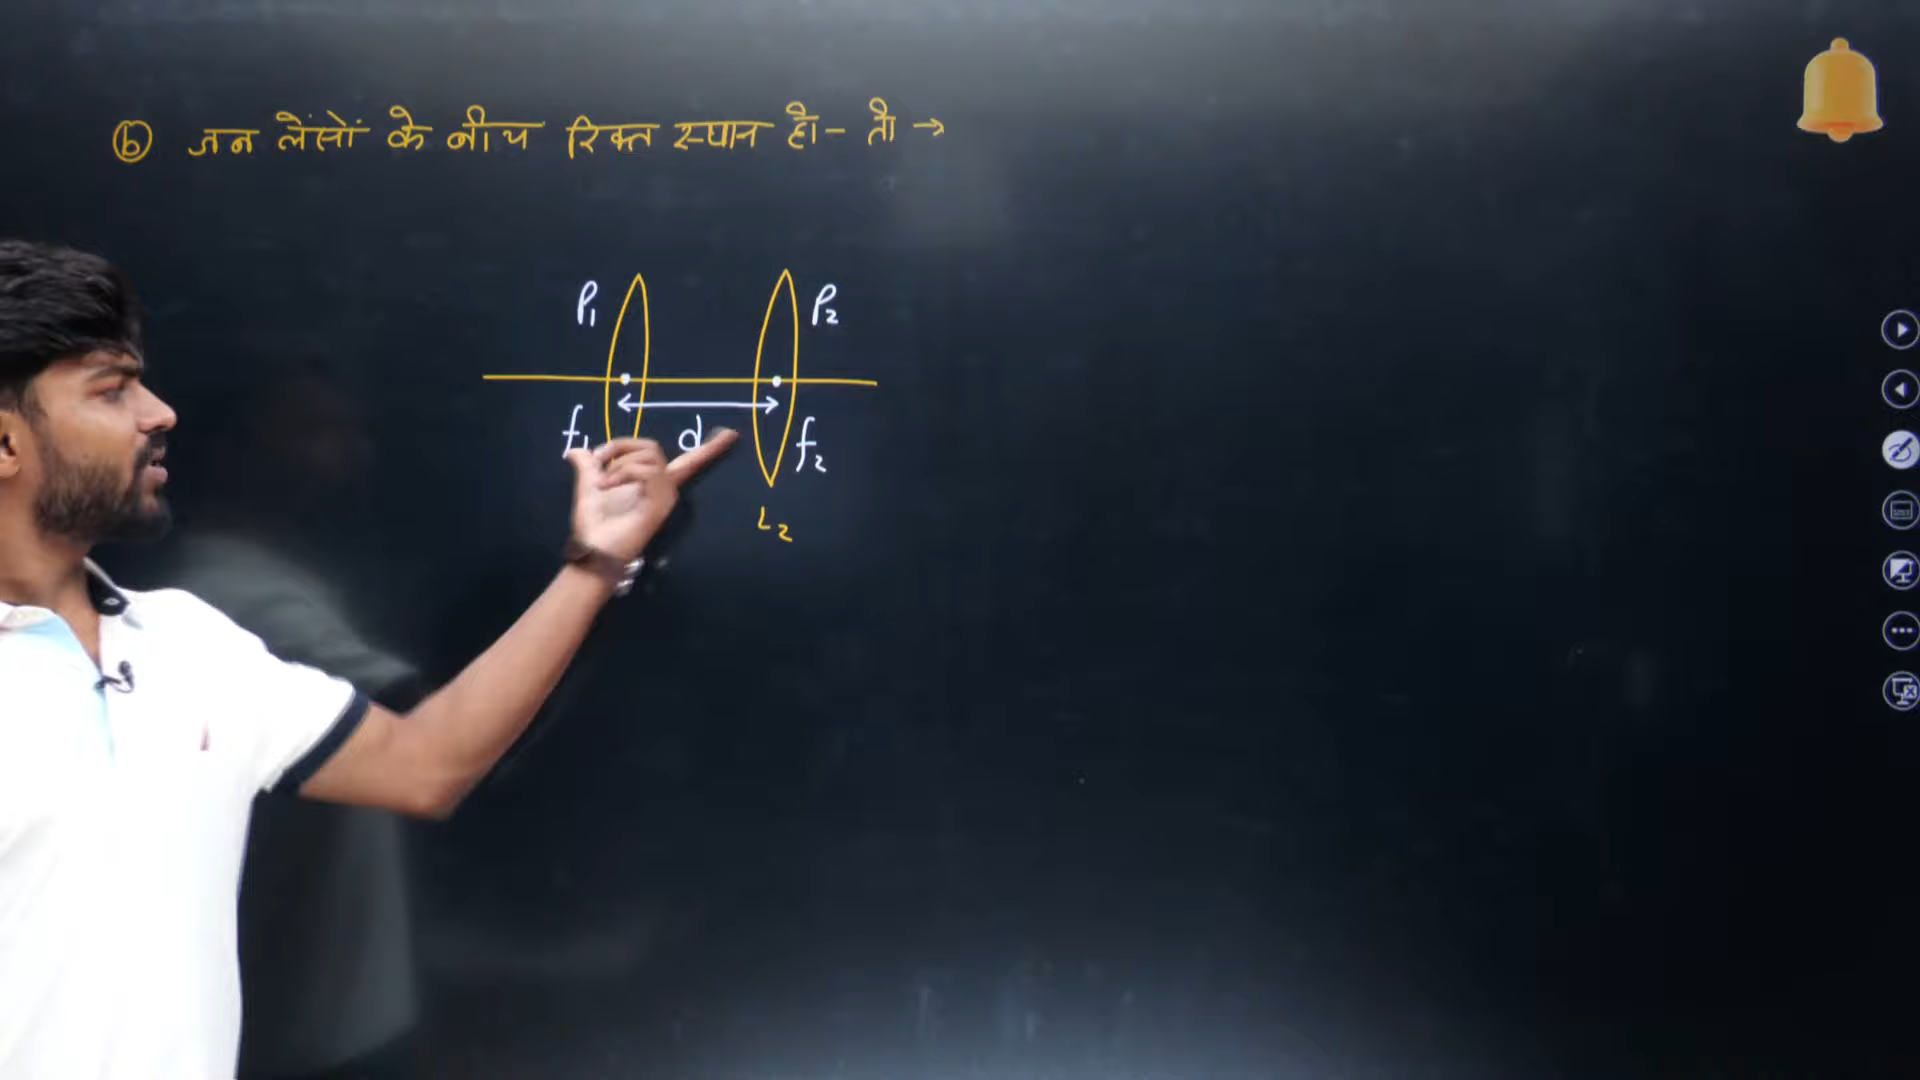 ⓑ जब लेंसों के बीच रिक्त स्थान हो- तो →
P₁ P₂
f₁ d f₂
L₂